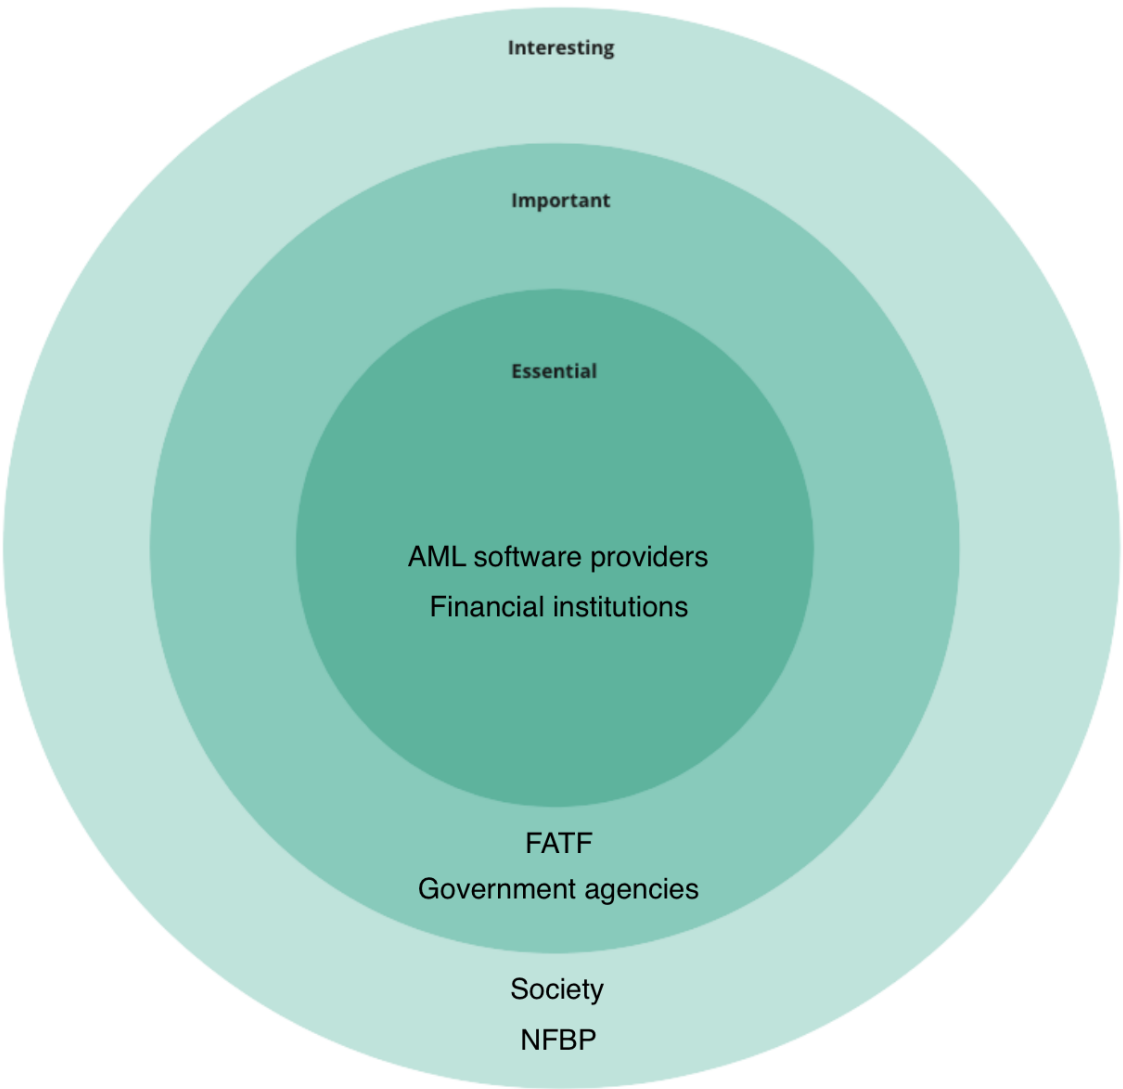 Interesting
Important
Essential
AML software providers
Financial institutions
FATF
Government agencies
Society
NFBP